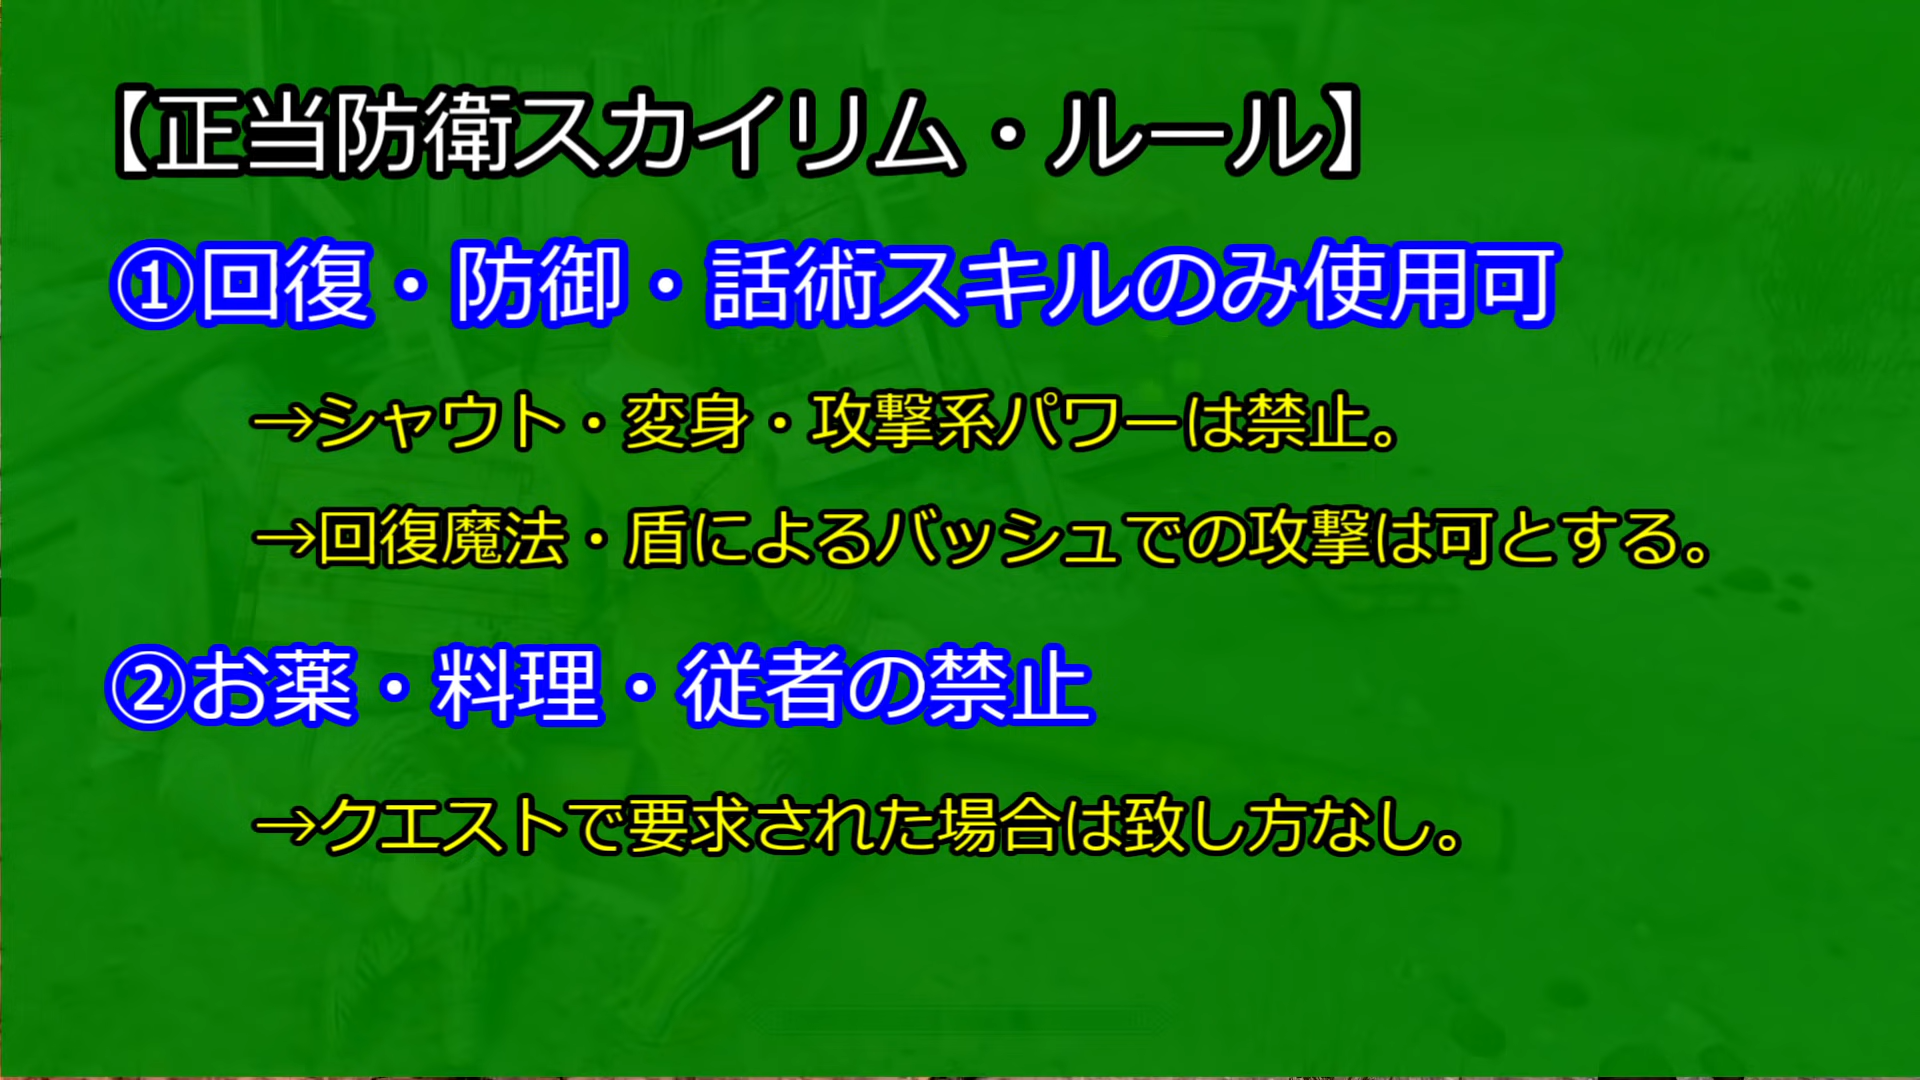 【正当防衛スカイリム・ルール】
①回復・防御・話術スキルのみ使用可
→シャウト・変身・攻撃系パワーは禁止。
→回復魔法・盾によるバッシュでの攻撃は可とする。
②お薬・料理・従者の禁止
→クエストで要求された場合は致し方なし。